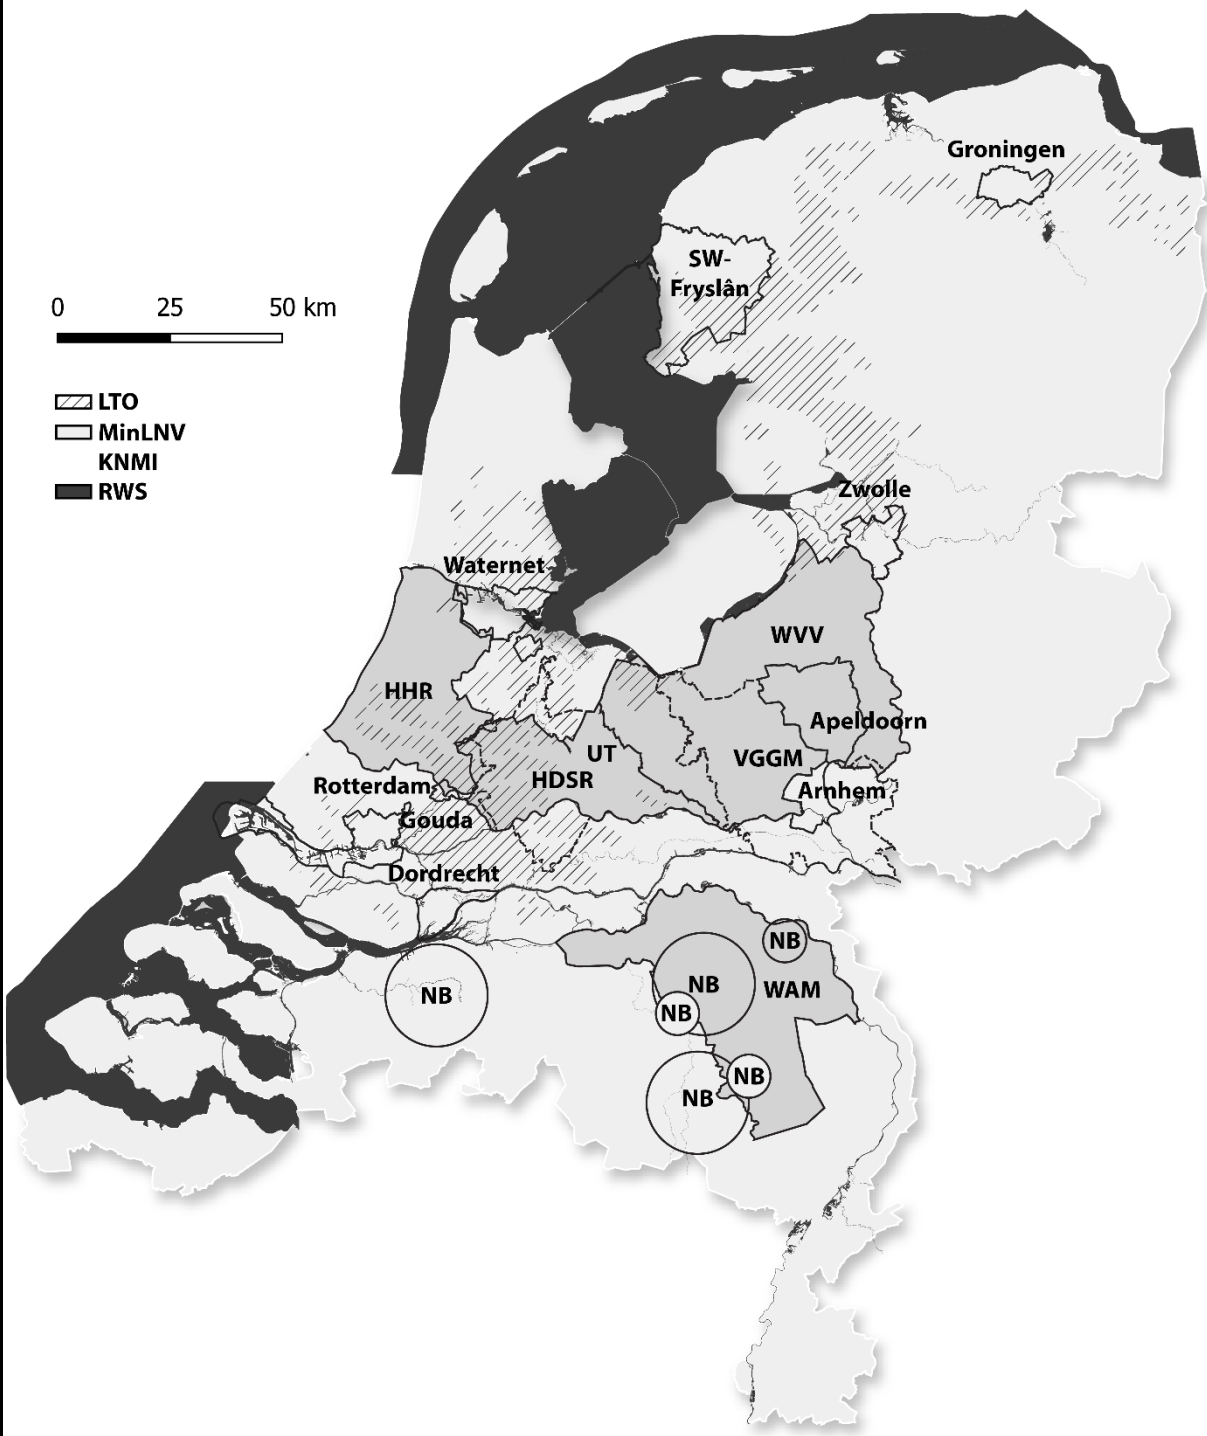 Groningen
SW-
Fryslân
0 25 50 km
LTO
MinLNV
KNMI
RWS
Zwolle
Waternet
WVV
HHR
Apeldoorn
UT
VGGM
HDSR
Rotterdam
Arnhem
Gouda
Dordrecht
NB
NB
WAM
NB
NB
NB
NB